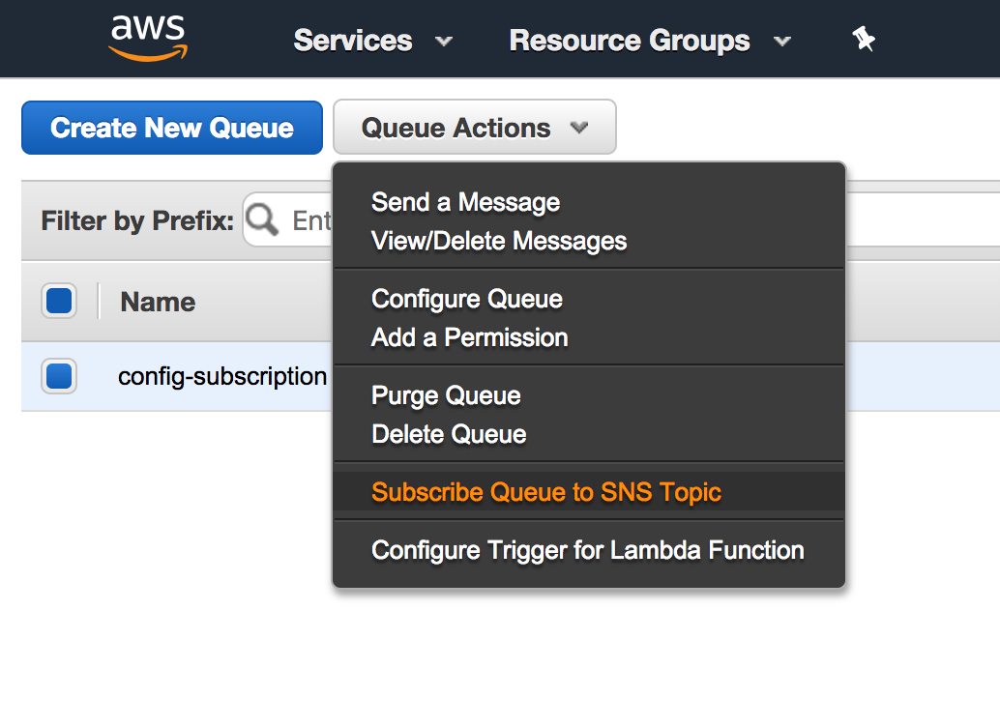 aws Services Resource Groups
Create New Queue Queue Actions
Filter by Prefix: Ent
Name
config-subscription
Send a Message
View/Delete Messages
Configure Queue
Add a Permission
Purge Queue
Delete Queue
Subscribe Queue to SNS Topic
Configure Trigger for Lambda Function